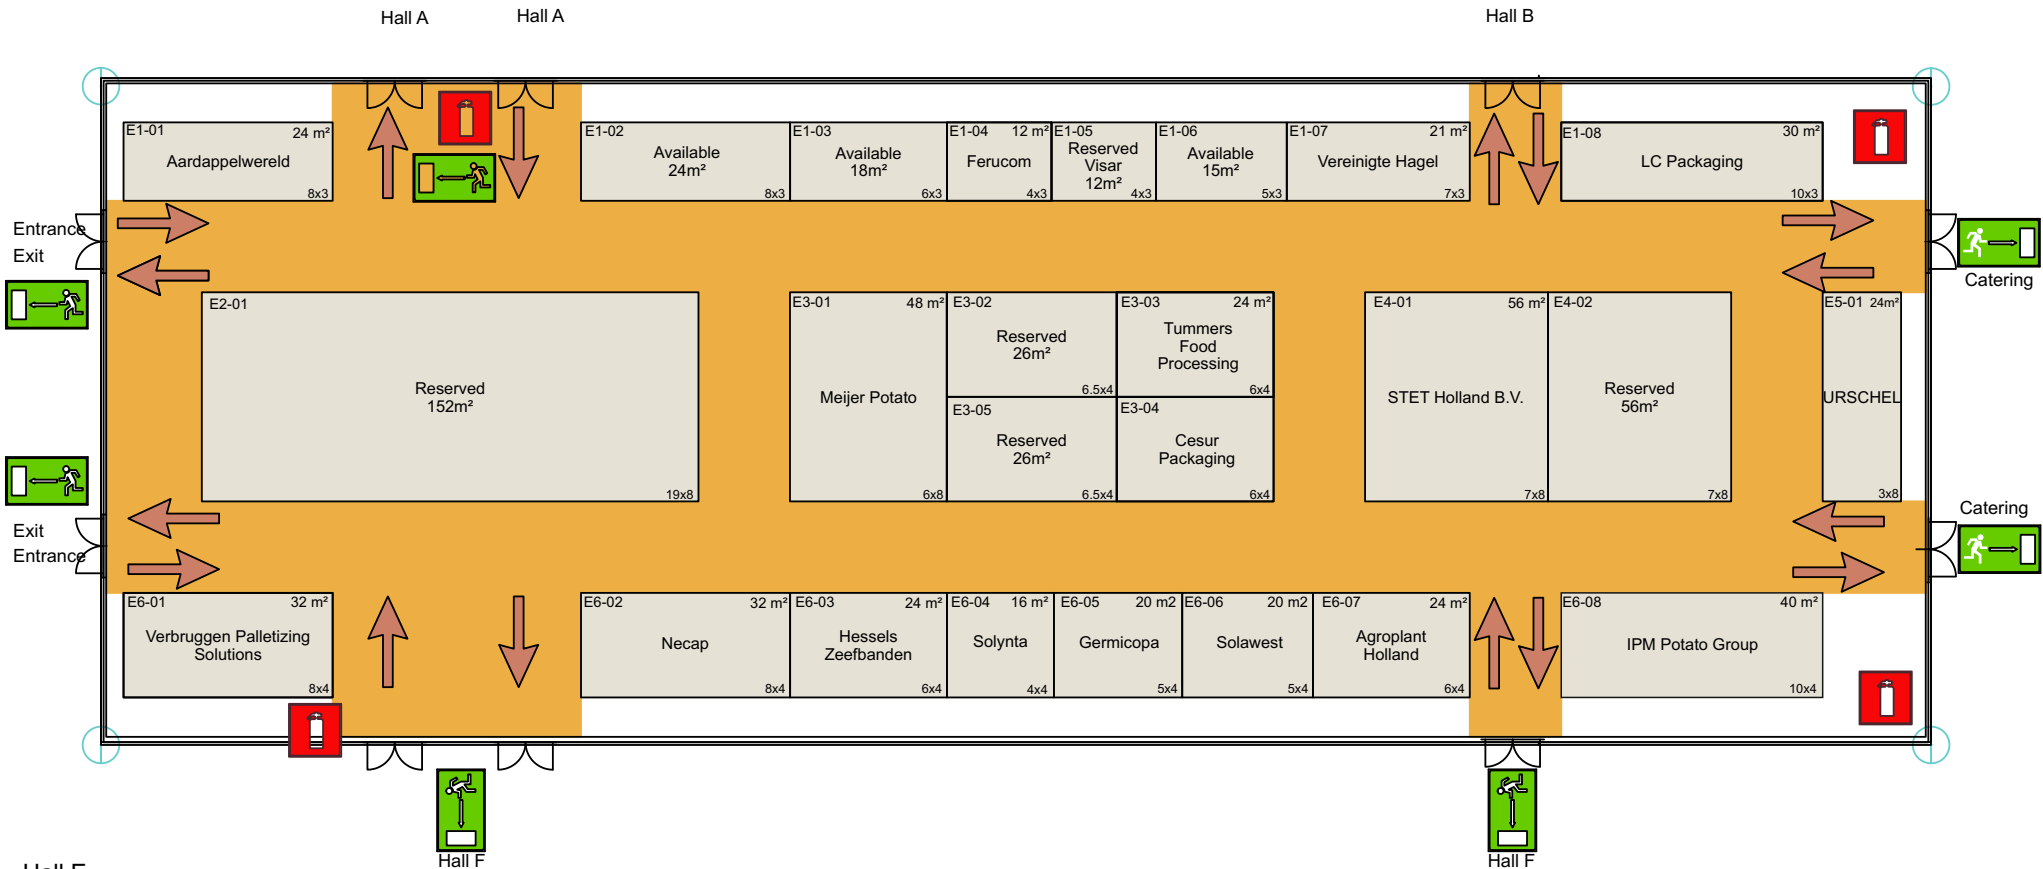 Hall A
Hall A
Hall B
E1-01
24 m²
Aardappelwereld
8x3
E1-02
Available
24m²
8x3
E1-03
Available
18m²
6x3
E1-04
12 m²
Ferucom
4x3
E1-05
Reserved
Visar
12m²
4x3
E1-06
Available
15m²
5x3
E1-07
21 m²
Vereinigte Hagel
7x3
E1-08
30 m²
LC Packaging
10x3
Entrance
Exit
Catering
E2-01
Reserved
152m²
19x8
E3-01
48 m²
Meijer Potato
6x8
E3-02
Reserved
26m²
6.5x4
E3-03
24 m²
Tummers
Food
Processing
6x4
E3-05
Reserved
26m²
6.5x4
E3-04
Cesur
Packaging
6x4
E4-01
56 m²
STET Holland B.V.
7x8
E4-02
Reserved
56m²
7x8
E5-01
24m²
URSCHEL
3x8
Exit
Entrance
Catering
E6-01
32 m²
Verbruggen Palletizing
Solutions
8x4
E6-02
32 m²
Necap
8x4
E6-03
24 m²
Hessels
Zeefbanden
6x4
E6-04
16 m²
Solynta
4x4
E6-05
20 m2
Germicopa
5x4
E6-06
20 m2
Solawest
5x4
E6-07
24 m²
Agroplant
Holland
6x4
E6-08
40 m²
IPM Potato Group
10x4
Hall F
Hall F